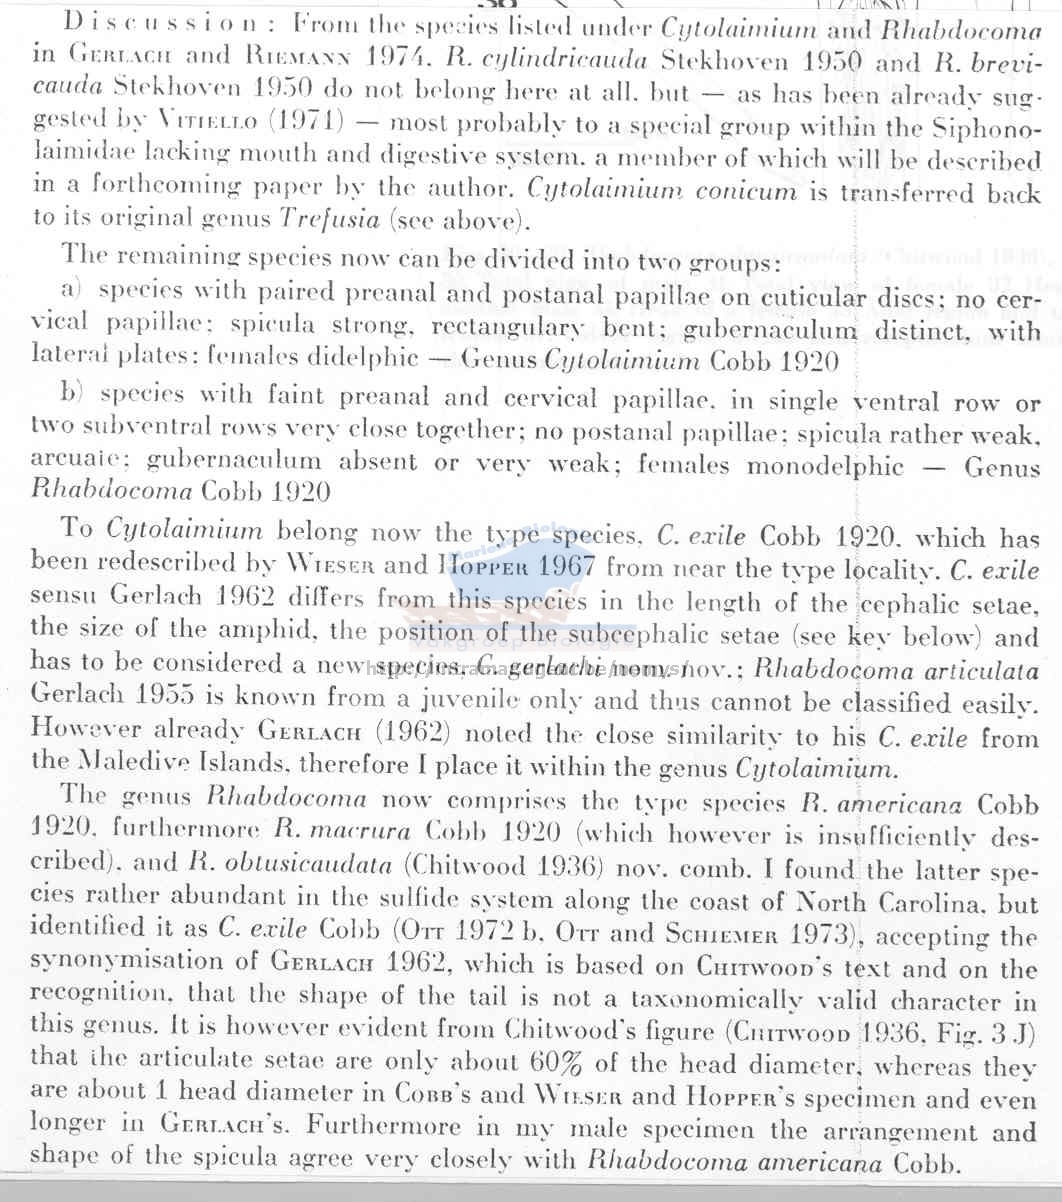 Discussion: From the species listed under Cytolaimium and Rhabdocoma
in GERLACH and RIEMANN 1974, R. cylindricauda Stekhoven 1950 and R. brevi-
cauda Stekhoven 1950 do not belong here at all, but — as has been already sug-
gested by VITIELLO (1971) — most probably to a special group within the Siphono-
laimidae lacking mouth and digestive system, a member of which will be described
in a forthcoming paper by the author. Cytolaimium conicum is transferred back
to its original genus Trefusia (see above).
The remaining species now can be divided into two groups:
a) species with paired preanal and postanal papillae on cuticular discs; no cer-
vical papillae; spicula strong, rectangulary bent; gubernaculum distinct, with
lateral plates; females didelphic — Genus Cytolaimium Cobb 1920
b) species with faint preanal and cervical papillae, in single ventral row or
two subventral rows very close together; no postanal papillae; spicula rather weak,
arcuate; gubernaculum absent or very weak; females monodelphic — Genus
Rhabdocoma Cobb 1920
To Cytolaimium belong now the type species, C. exile Cobb 1920, which has
been redescribed by WIESER and HOPPER 1967 from near the type locality. C. exile
sensu Gerlach 1962 differs from this species in the length of the cephalic setae,
the size of the amphid, the position of the subcephalic setae (see key below) and
has to be considered a new species, C. gerlachi nom. nov.; Rhabdocoma articulata
Gerlach 1955 is known from a juvenile only and thus cannot be classified easily.
However already GERLACH (1962) noted the close similarity to his C. exile from
the Maledive Islands, therefore I place it within the genus Cytolaimium.
The genus Rhabdocoma now comprises the type species R. americana Cobb
1920, furthermore R. macrura Cobb 1920 (which however is insufficiently des-
cribed), and R. obtusicaudata (Chitwood 1936) nov. comb. I found the latter spe-
cies rather abundant in the sulfide system along the coast of North Carolina, but
identified it as C. exile Cobb (OTT 1972 b, OTT and SCHIEMER 1973), accepting the
synonymisation of GERLACH 1962, which is based on CHITWOOD's text and on the
recognition, that the shape of the tail is not a taxonomically valid character in
this genus. It is however evident from Chitwood's figure (CHITWOOD 1936, Fig. 3 J)
that the articulate setae are only about 60% of the head diameter, whereas they
are about 1 head diameter in COBB's and WIESER and HOPPER's specimen and even
longer in GERLACH's. Furthermore in my male specimen the arrangement and
shape of the spicula agree very closely with Rhabdocoma americana Cobb.